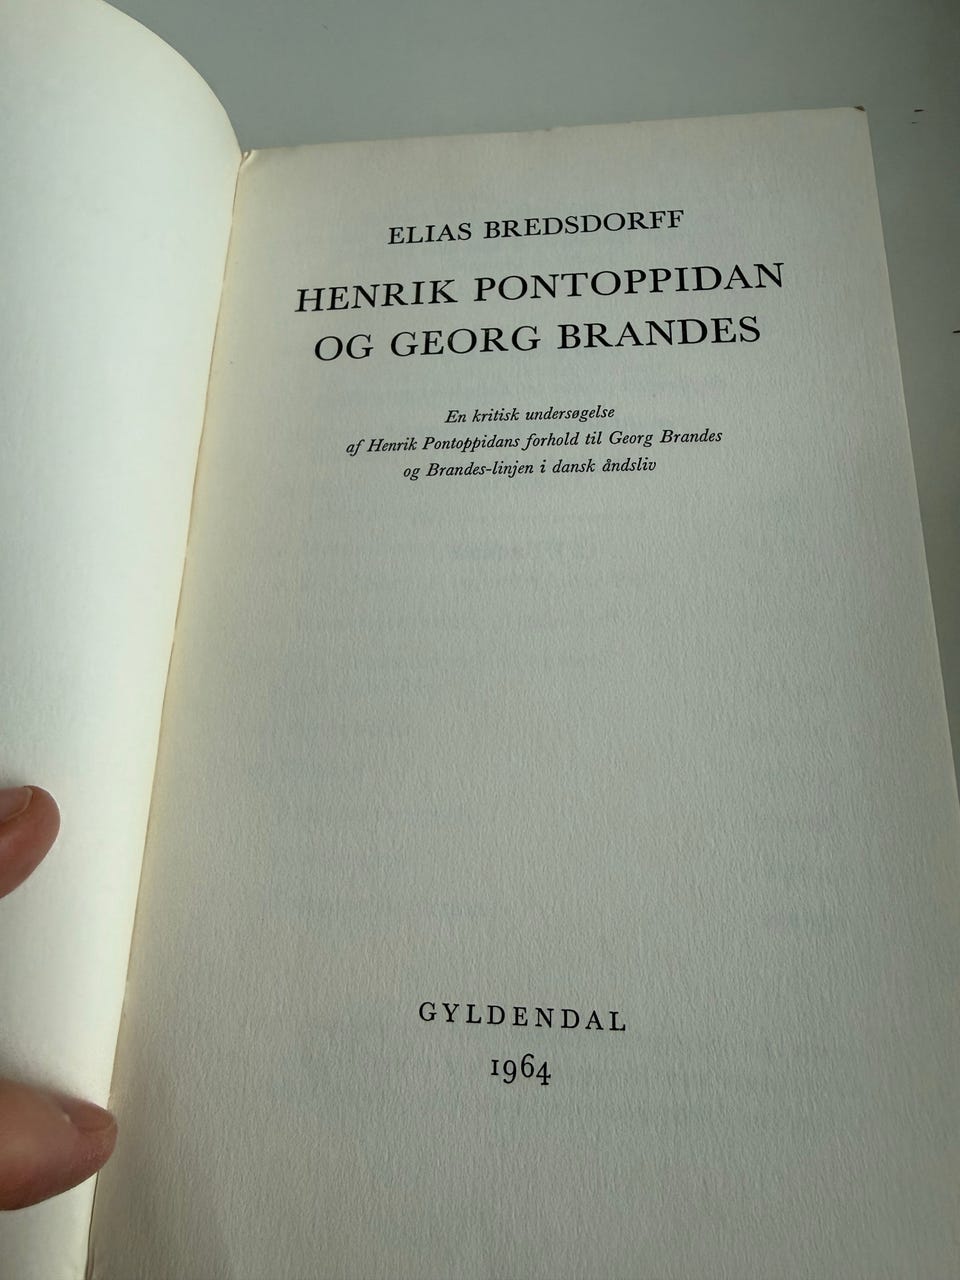 ELIAS BREDSDORFF
HENRIK PONTOPPIDAN
OG GEORG BRANDES
En kritisk undersøgelse
af Henrik Pontoppidans forhold til Georg Brandes
og Brandes-linjen i dansk åndsliv
GYLDENDAL
1964